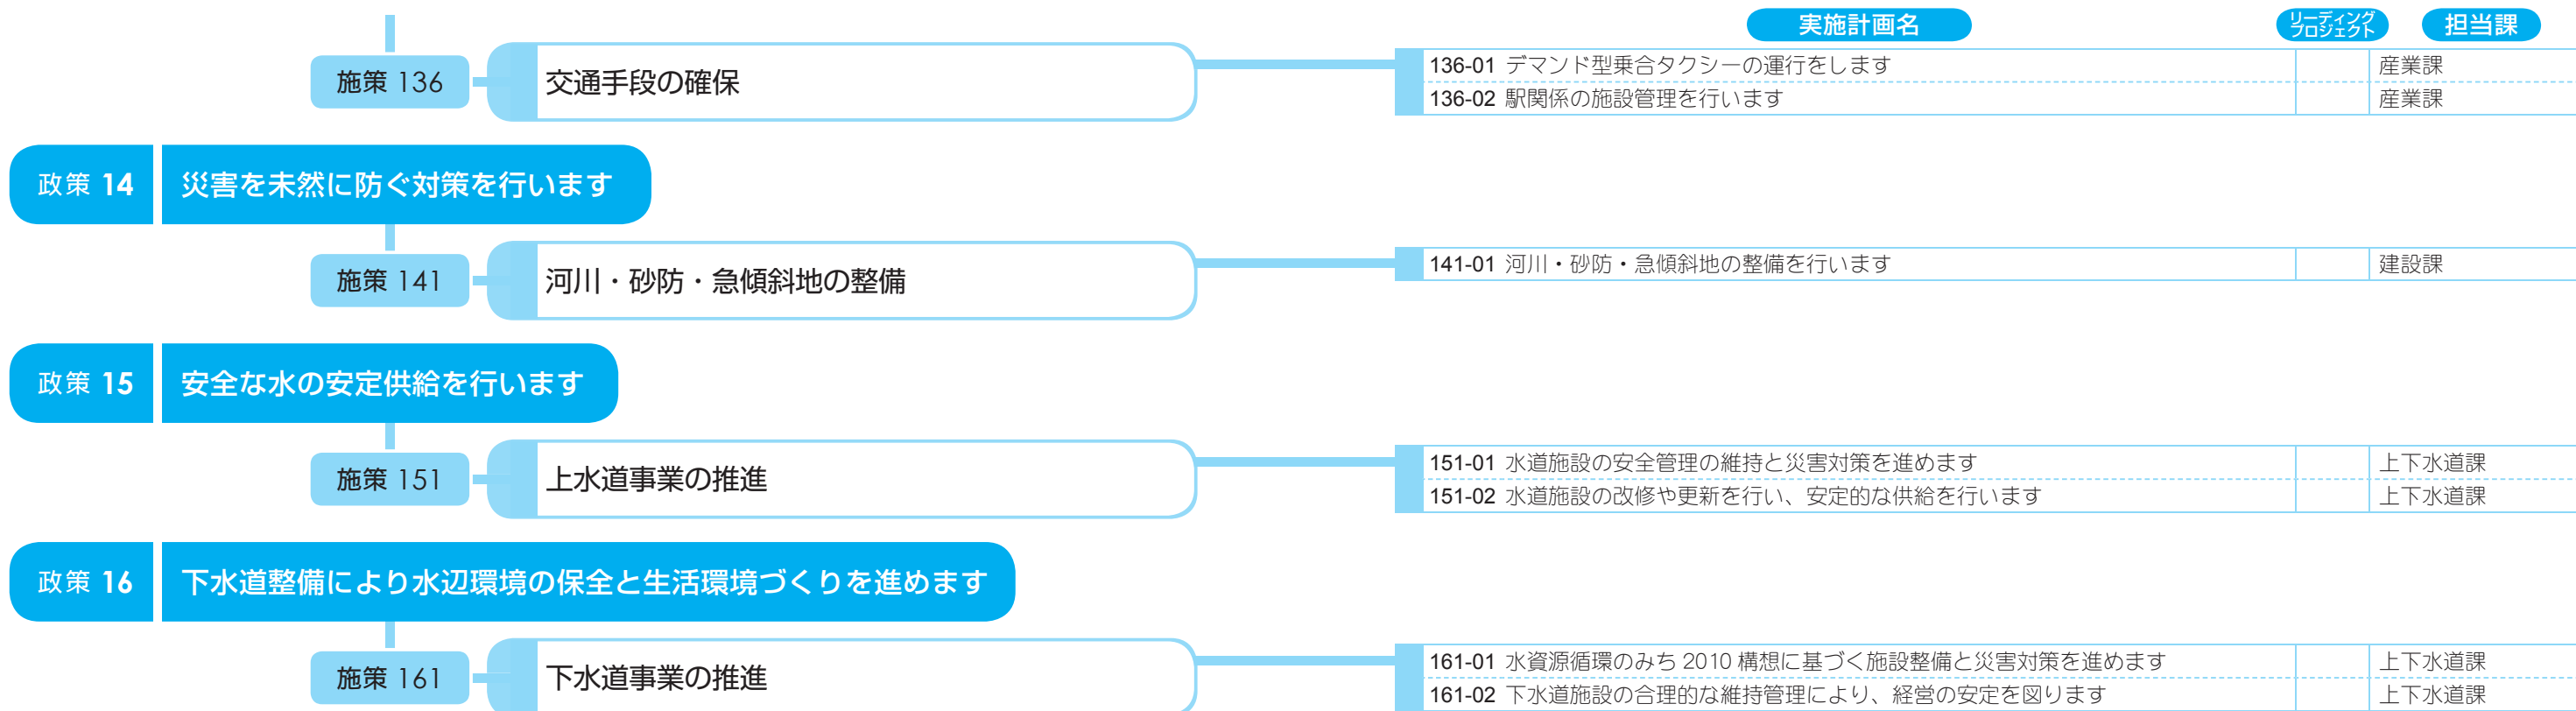 実施計画名 リーディングプロジェクト 担当課
施策 136 交通手段の確保
136-01 デマンド型乗合タクシーの運行をします 産業課
136-02 駅関係の施設管理を行います 産業課
政策 14 災害を未然に防ぐ対策を行います
施策 141 河川・砂防・急傾斜地の整備
141-01 河川・砂防・急傾斜地の整備を行います 建設課
政策 15 安全な水の安定供給を行います
施策 151 上水道事業の推進
151-01 水道施設の安全管理の維持と災害対策を進めます 上下水道課
151-02 水道施設の改修や更新を行い、安定的な供給を行います 上下水道課
政策 16 下水道整備により水辺環境の保全と生活環境づくりを進めます
施策 161 下水道事業の推進
161-01 水資源循環のみち 2010 構想に基づく施設整備と災害対策を進めます 上下水道課
161-02 下水道施設の合理的な維持管理により、経営の安定を図ります 上下水道課